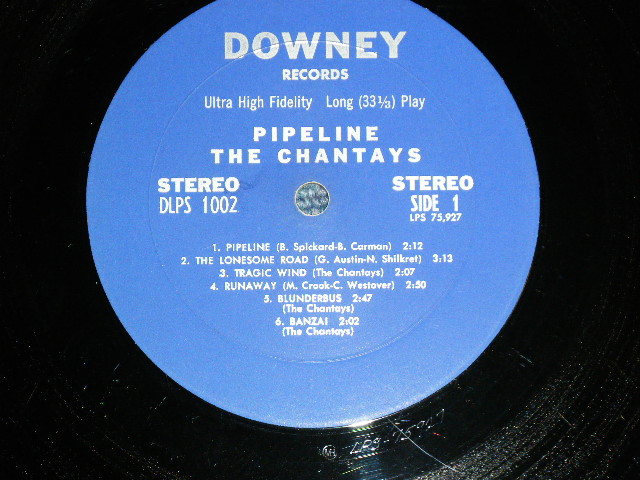 DOWNEY
RECORDS
Ultra High Fidelity Long (33 1/3) Play
PIPELINE
THE CHANTAYS
STEREO STEREO
DLPS 1002 SIDE 1
LPS 75,927
1. PIPELINE (B. Spickard-B. Carman) 2:12
2. THE LONESOME ROAD (G. Austin-N. Shilkret) 3:13
3. TRAGIC WIND (The Chantays) 2:07
4. RUNAWAY (M. Crook-C. Westover) 2:50
5. BLUNDERBUS 2:47
(The Chantays)
6. BANZAI 2:02
(The Chantays)